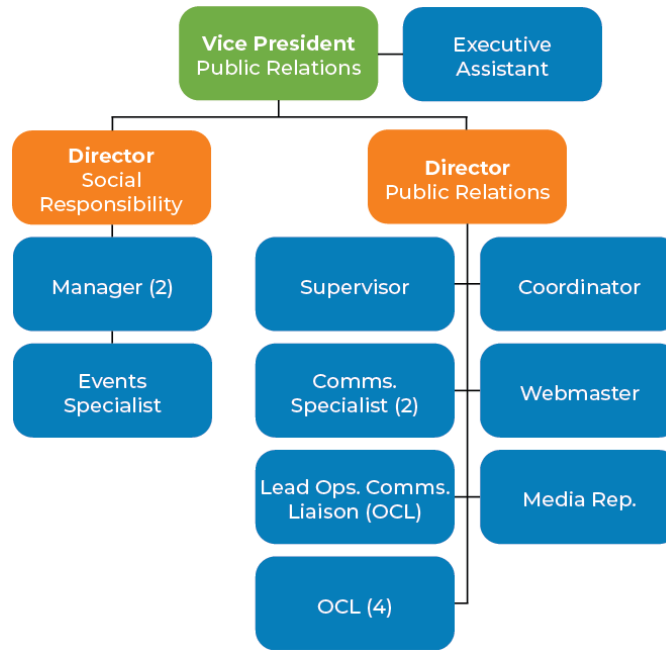 Vice President
Public Relations
Executive
Assistant
Director
Social
Responsibility
Director
Public Relations
Manager (2)
Supervisor
Coordinator
Events
Specialist
Comms.
Specialist (2)
Webmaster
Lead Ops. Comms.
Liaison (OCL)
Media Rep.
OCL (4)